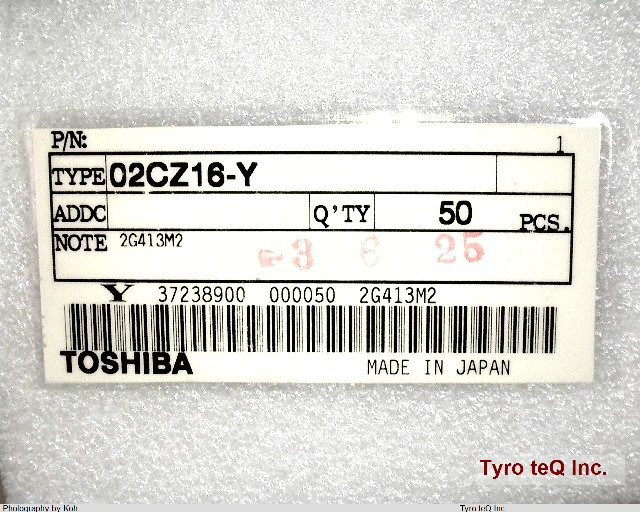 P/N:
1
TYPE 02CZ16-Y
ADDC Q'TY 50 PCS.
NOTE 2G413M2
3 6 25
Y 37238900 000050 2G413M2
TOSHIBA MADE IN JAPAN
Tyro teQ Inc.
Photography by Koh Tyro teQ Inc